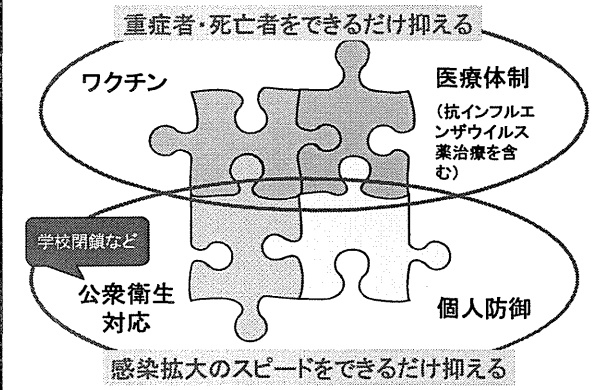 重症者・死亡者をできるだけ抑える
ワクチン
医療体制
（抗インフルエ
ンザウイルス
薬治療を含
む）
学校閉鎖など
公衆衛生
対応
個人防御
感染拡大のスピードをできるだけ抑える